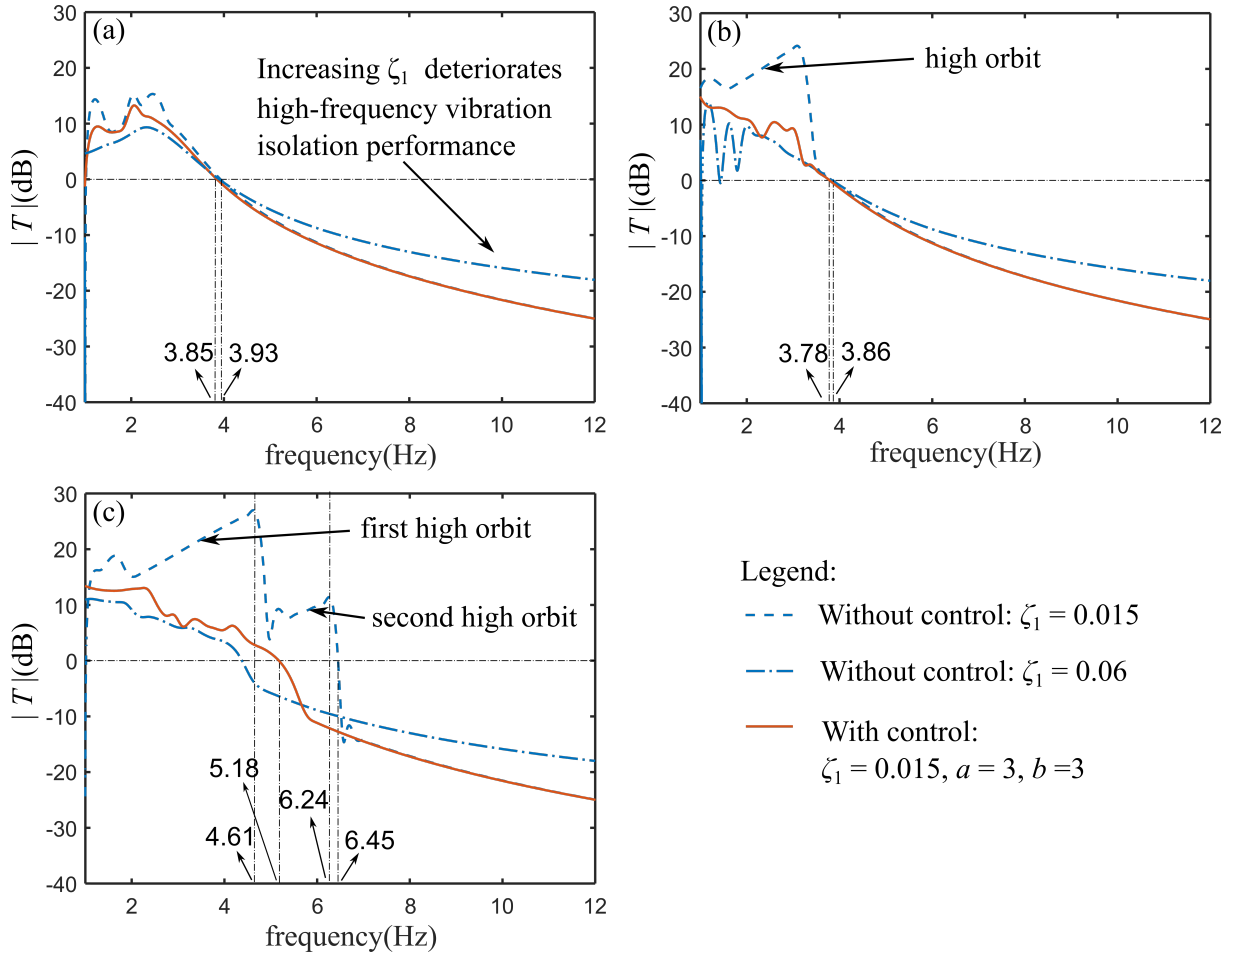 (a)
30
20
10
0
-10
-20
-30
-40
| T |(dB)
Increasing ζ₁ deteriorates
high-frequency vibration
isolation performance
3.85
3.93
2 4 6 8 10 12
frequency(Hz)
(b)
30
20
10
0
-10
-20
-30
-40
| T |(dB)
high orbit
3.78
3.86
2 4 6 8 10 12
frequency(Hz)
(c)
30
20
10
0
-10
-20
-30
-40
| T |(dB)
first high orbit
second high orbit
5.18
6.24
4.61
6.45
2 4 6 8 10 12
frequency(Hz)
Legend:
Without control: ζ₁ = 0.015
Without control: ζ₁ = 0.06
With control:
ζ₁ = 0.015, a = 3, b =3